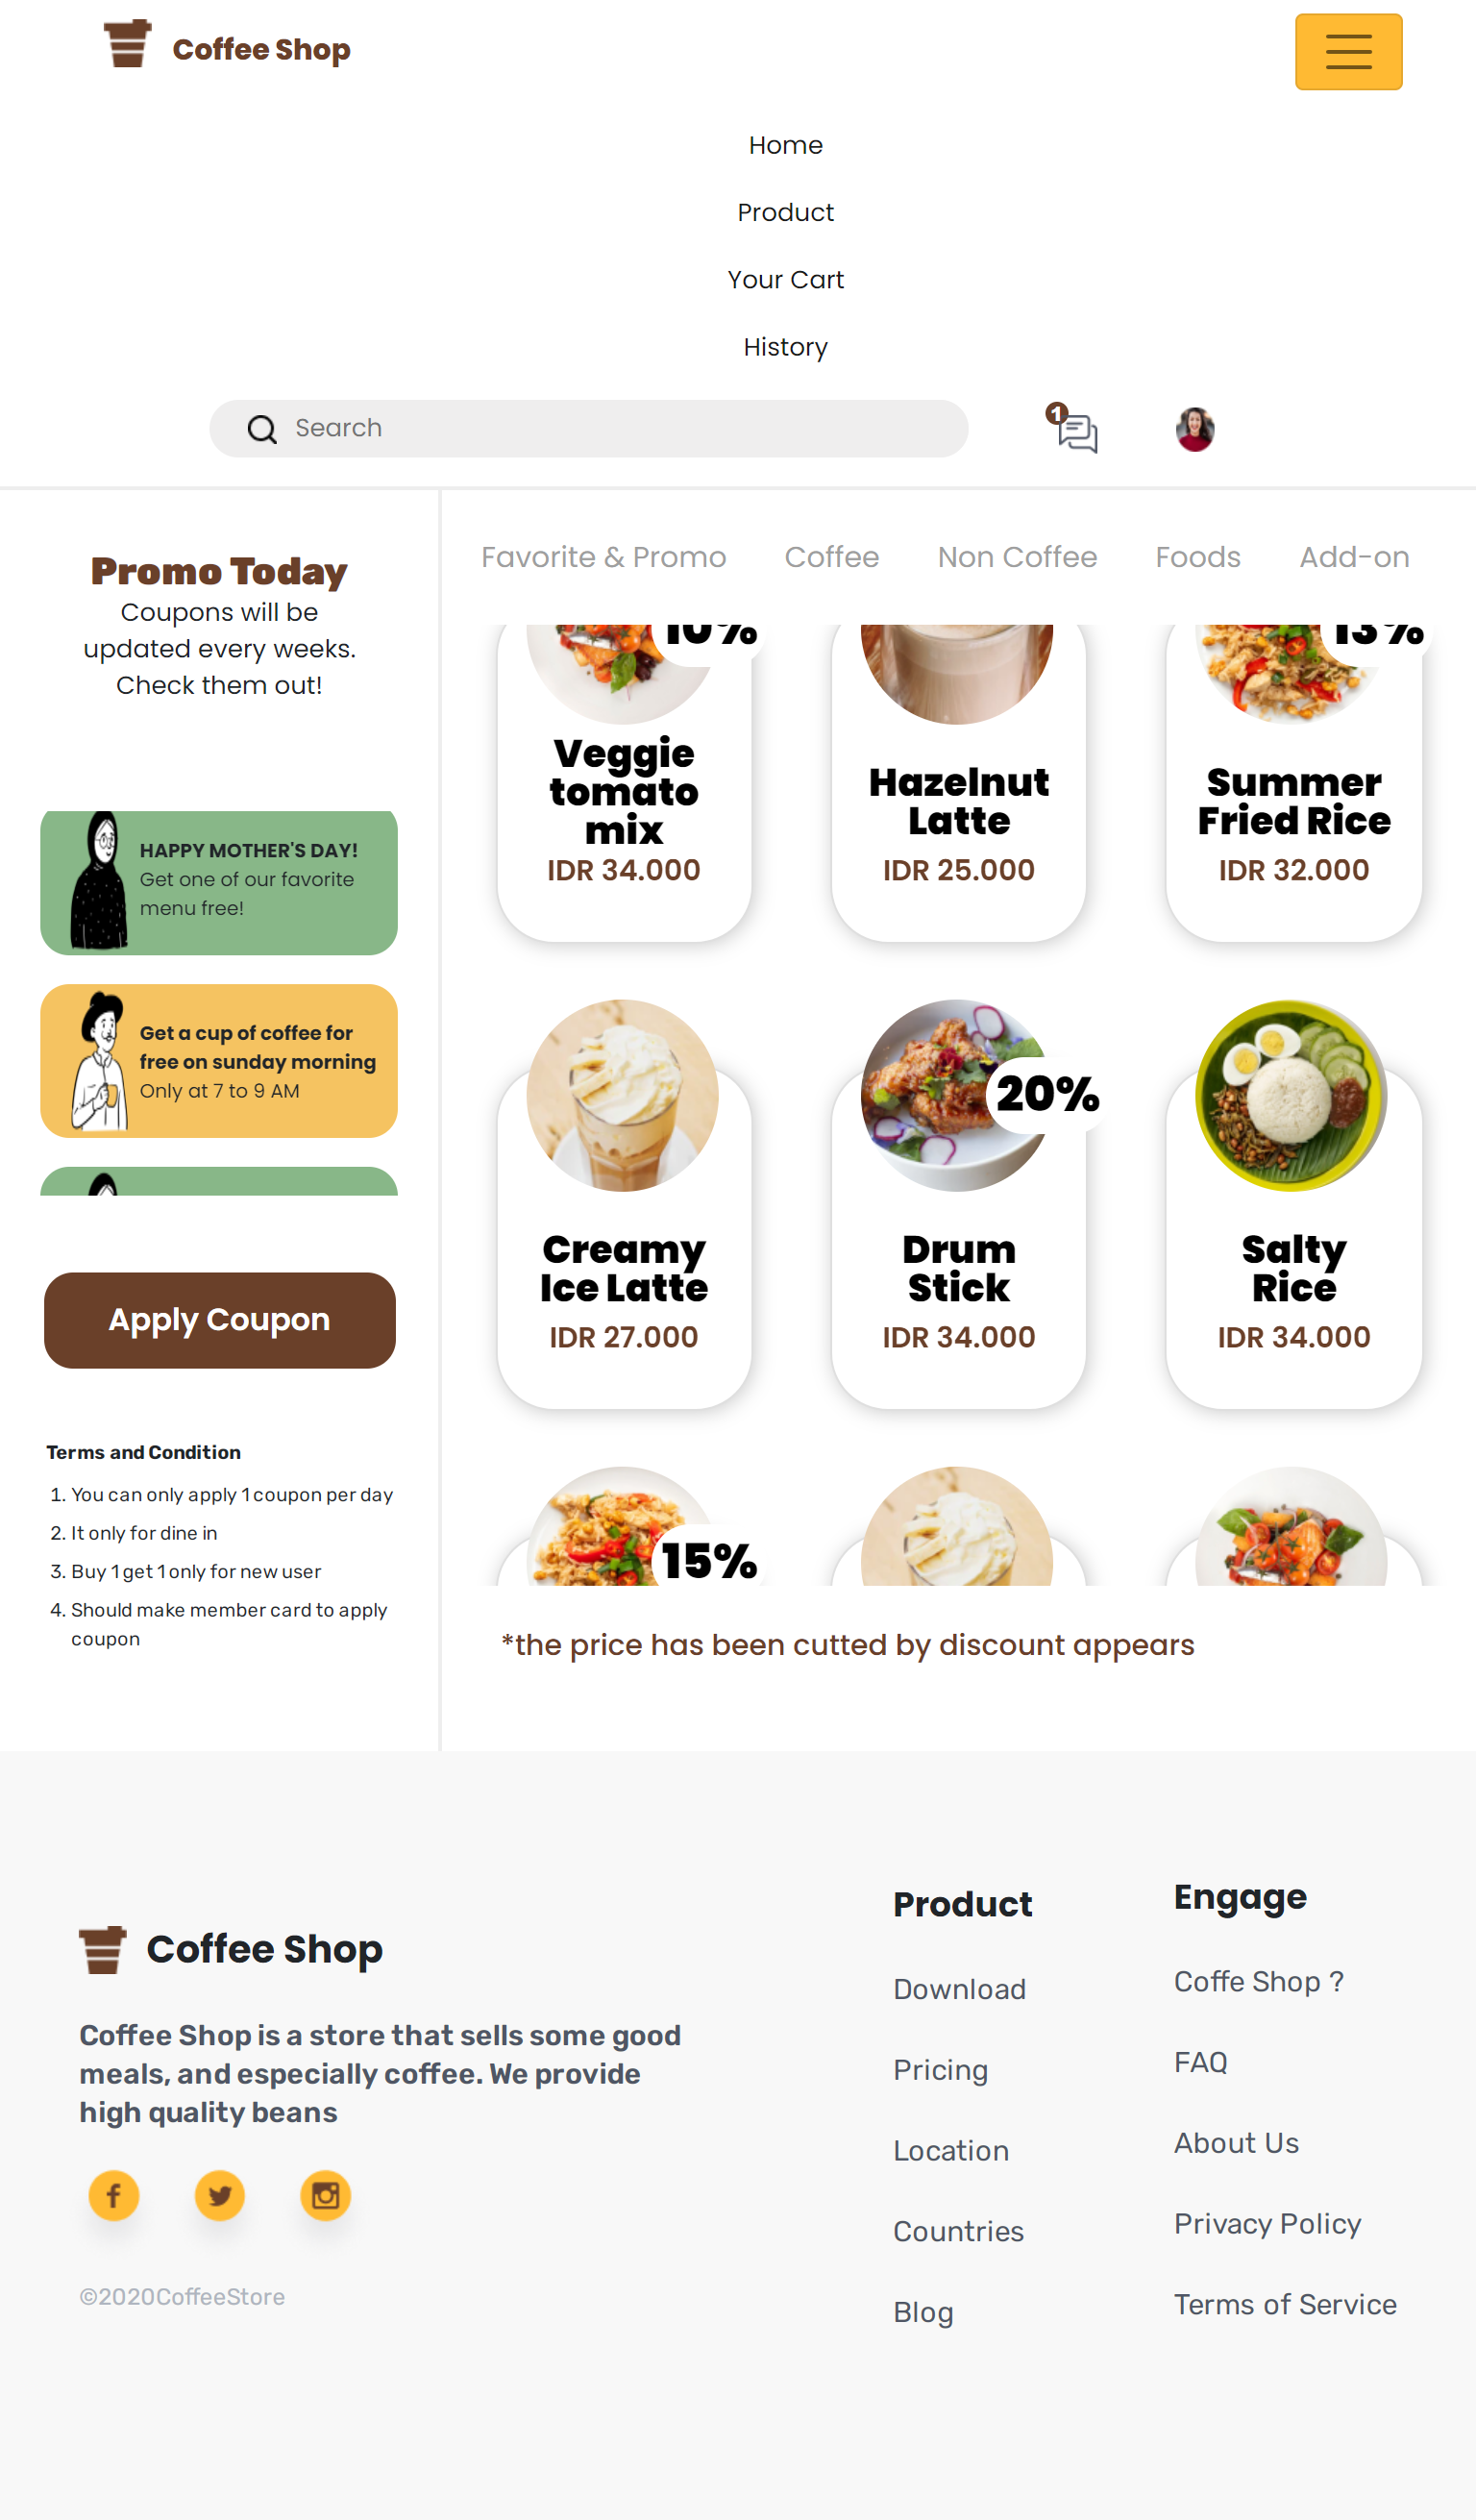 Coffee Shop
Home
Product
Your Cart
History
Search
1
Promo Today
Coupons will be
updated every weeks.
Check them out!
HAPPY MOTHER'S DAY!
Get one of our favorite
menu free!
Get a cup of coffee for
free on sunday morning
Only at 7 to 9 AM
Apply Coupon
Terms and Condition
1. You can only apply 1 coupon per day
2. It only for dine in
3. Buy 1 get 1 only for new user
4. Should make member card to apply
coupon
Favorite & Promo
Coffee
Non Coffee
Foods
Add-on
10%
Veggie
tomato
mix
IDR 34.000
Hazelnut
Latte
IDR 25.000
13%
Summer
Fried Rice
IDR 32.000
Creamy
Ice Latte
IDR 27.000
20%
Drum
Stick
IDR 34.000
Salty
Rice
IDR 34.000
15%
*the price has been cutted by discount appears
Coffee Shop
Coffee Shop is a store that sells some good
meals, and especially coffee. We provide
high quality beans
©2020CoffeeStore
Product
Download
Pricing
Location
Countries
Blog
Engage
Coffe Shop ?
FAQ
About Us
Privacy Policy
Terms of Service